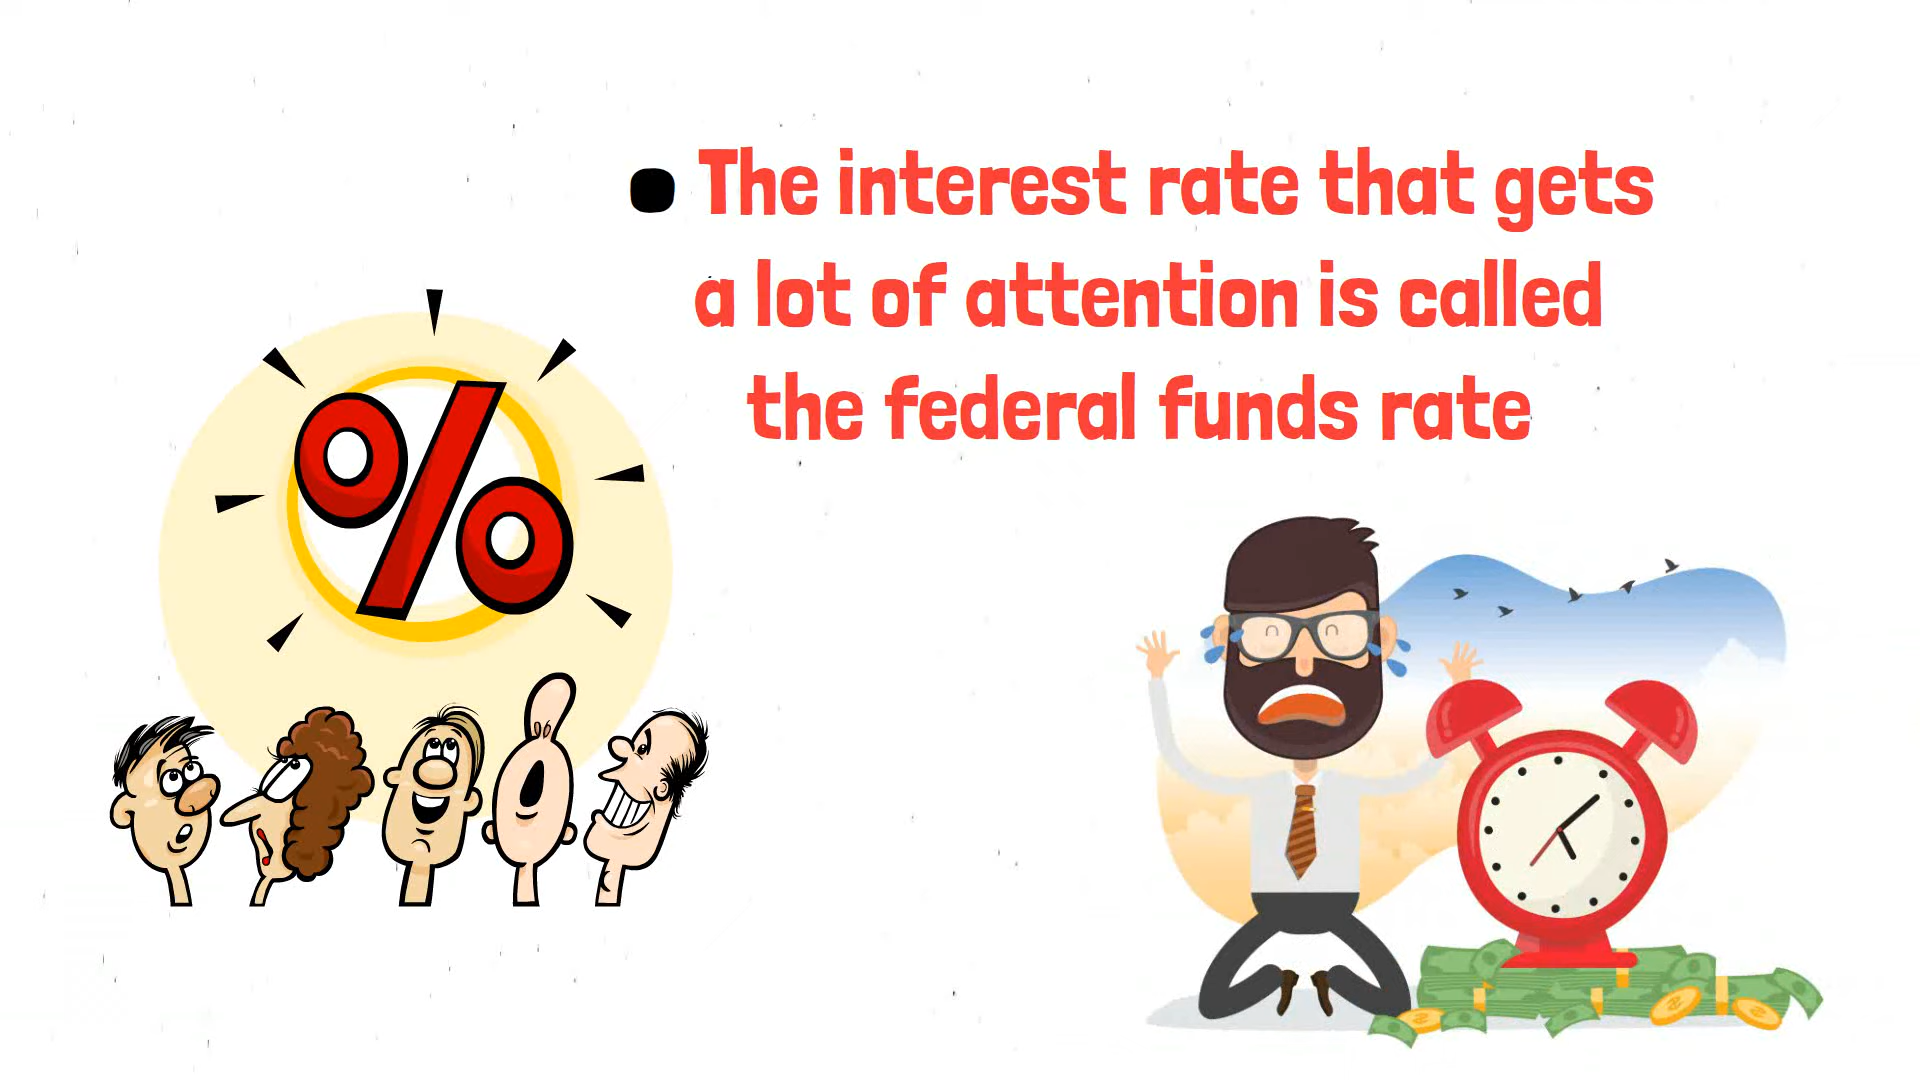 • The interest rate that gets
a lot of attention is called
the federal funds rate
%